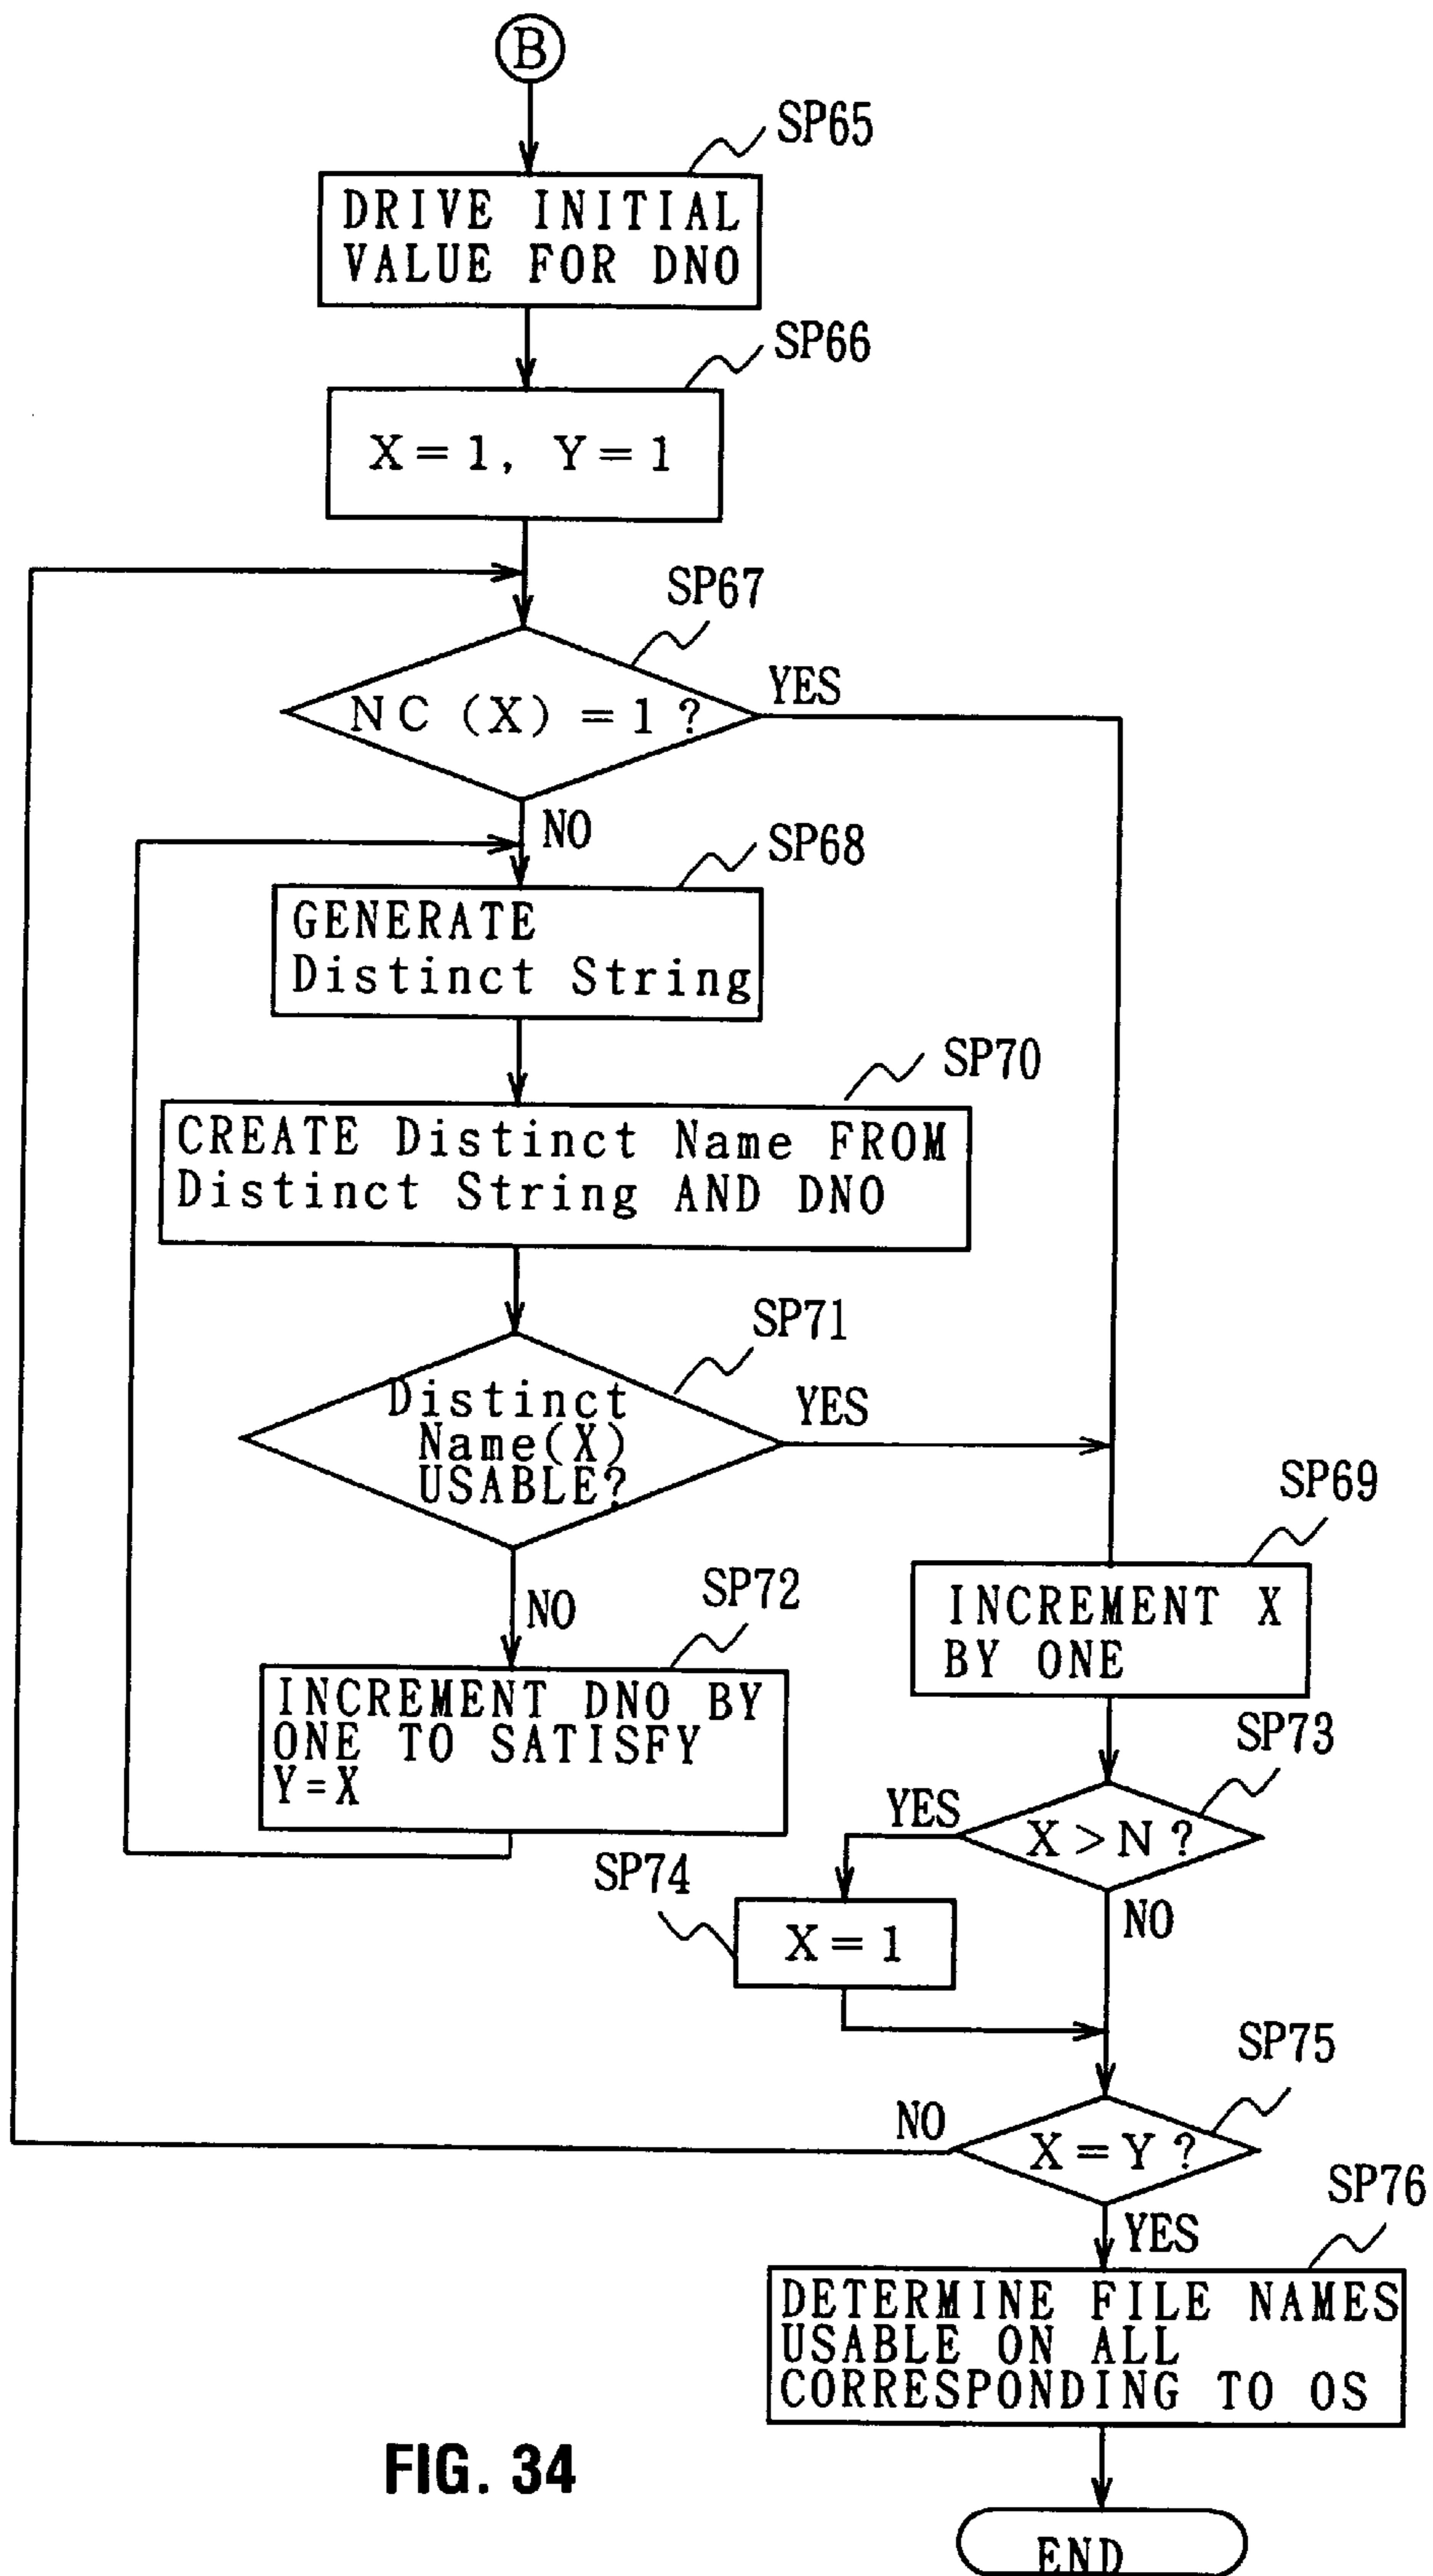 B
SP65
DRIVE INITIAL
VALUE FOR DNO
SP66
X = 1, Y = 1
SP67
NC (X) = 1 ?
YES
NO
SP68
GENERATE
Distinct String
SP70
CREATE Distinct Name FROM
Distinct String AND DNO
SP71
Distinct
Name(X)
USABLE?
YES
SP69
NO
SP72
INCREMENT X
BY ONE
INCREMENT DNO BY
ONE TO SATISFY
Y=X
SP73
YES
X > N ?
SP74
NO
X = 1
SP75
NO
X = Y ?
SP76
YES
DETERMINE FILE NAMES
USABLE ON ALL
CORRESPONDING TO OS
FIG. 34
END